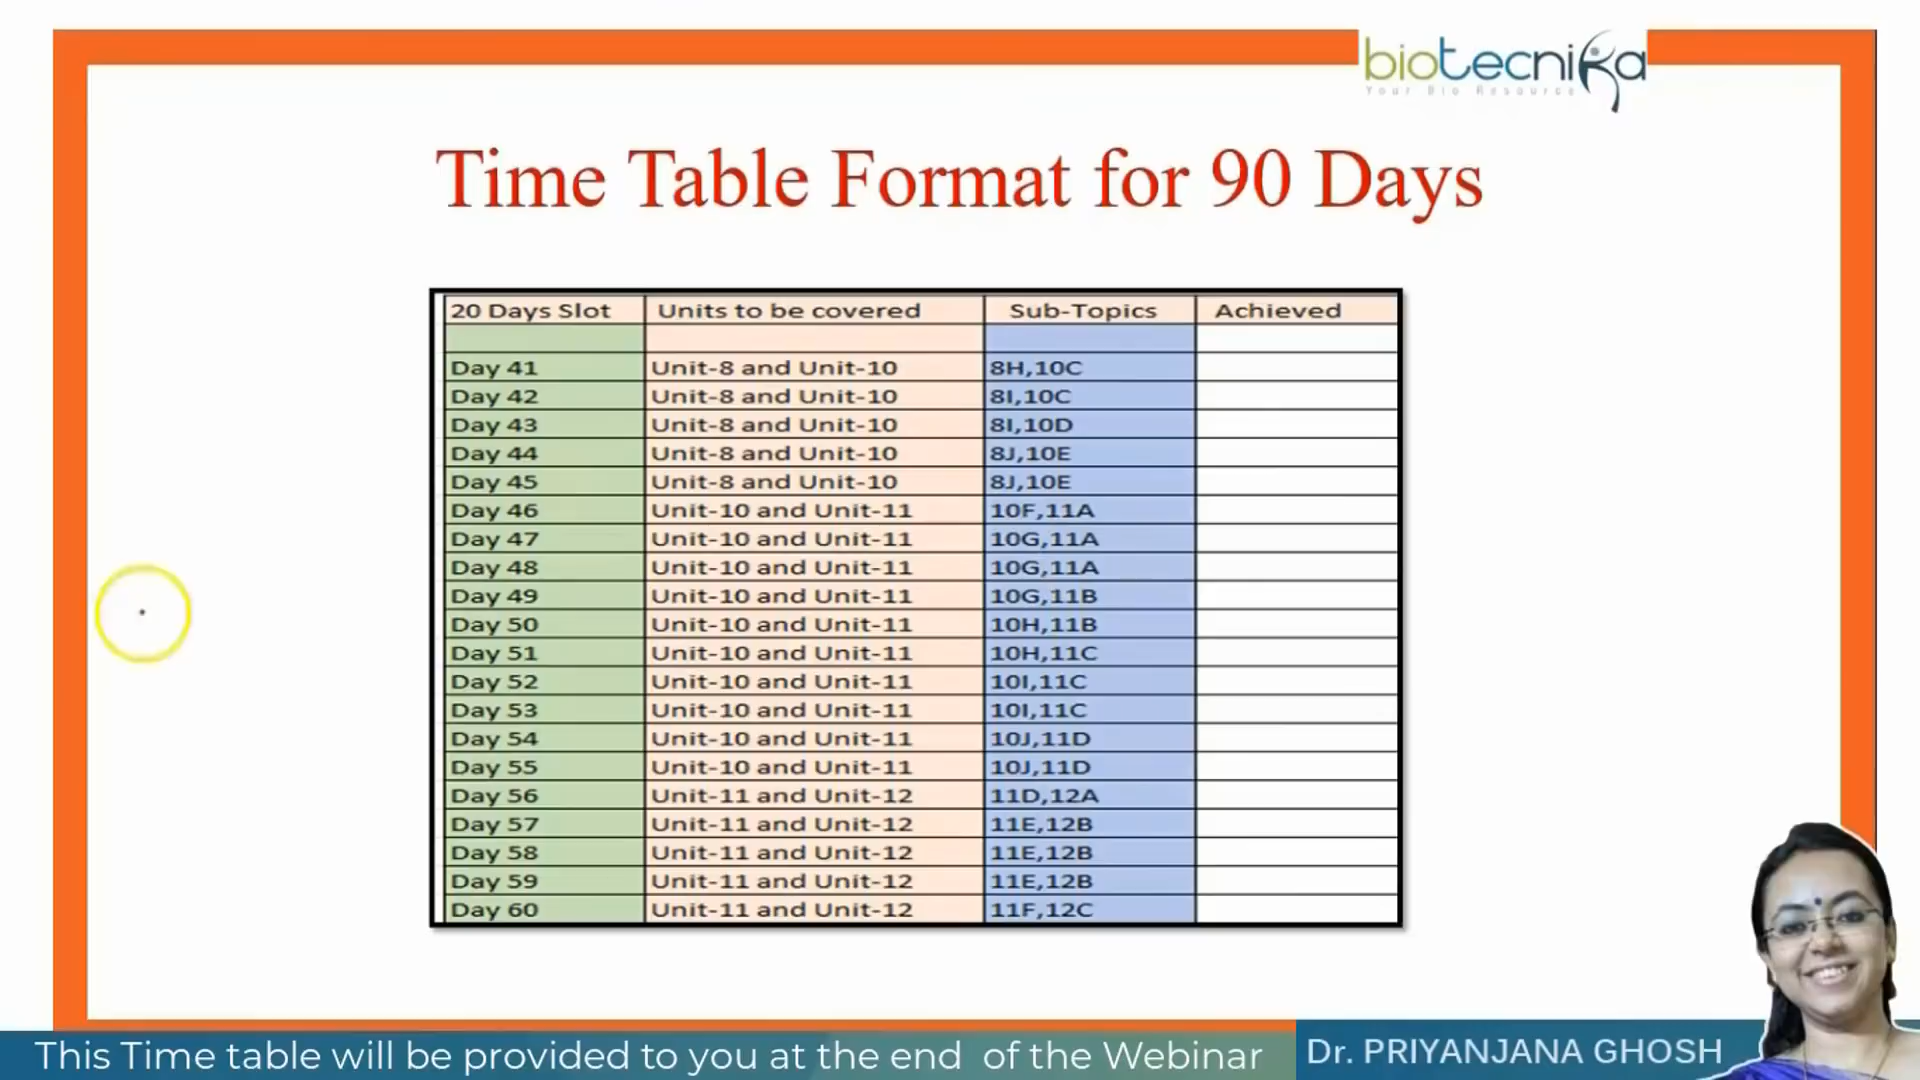 biotecnika
Your Bio Resource
Time Table Format for 90 Days
20 Days Slot Units to be covered Sub-Topics Achieved
Day 41 Unit-8 and Unit-10 8H,10C
Day 42 Unit-8 and Unit-10 8I,10C
Day 43 Unit-8 and Unit-10 8I,10D
Day 44 Unit-8 and Unit-10 8J,10E
Day 45 Unit-8 and Unit-10 8J,10E
Day 46 Unit-10 and Unit-11 10F,11A
Day 47 Unit-10 and Unit-11 10G,11A
Day 48 Unit-10 and Unit-11 10G,11A
Day 49 Unit-10 and Unit-11 10G,11B
Day 50 Unit-10 and Unit-11 10H,11B
Day 51 Unit-10 and Unit-11 10H,11C
Day 52 Unit-10 and Unit-11 10I,11C
Day 53 Unit-10 and Unit-11 10I,11C
Day 54 Unit-10 and Unit-11 10J,11D
Day 55 Unit-10 and Unit-11 10J,11D
Day 56 Unit-11 and Unit-12 11D,12A
Day 57 Unit-11 and Unit-12 11E,12B
Day 58 Unit-11 and Unit-12 11E,12B
Day 59 Unit-11 and Unit-12 11E,12B
Day 60 Unit-11 and Unit-12 11F,12C
This Time table will be provided to you at the end of the Webinar
Dr. PRIYANJANA GHOSH